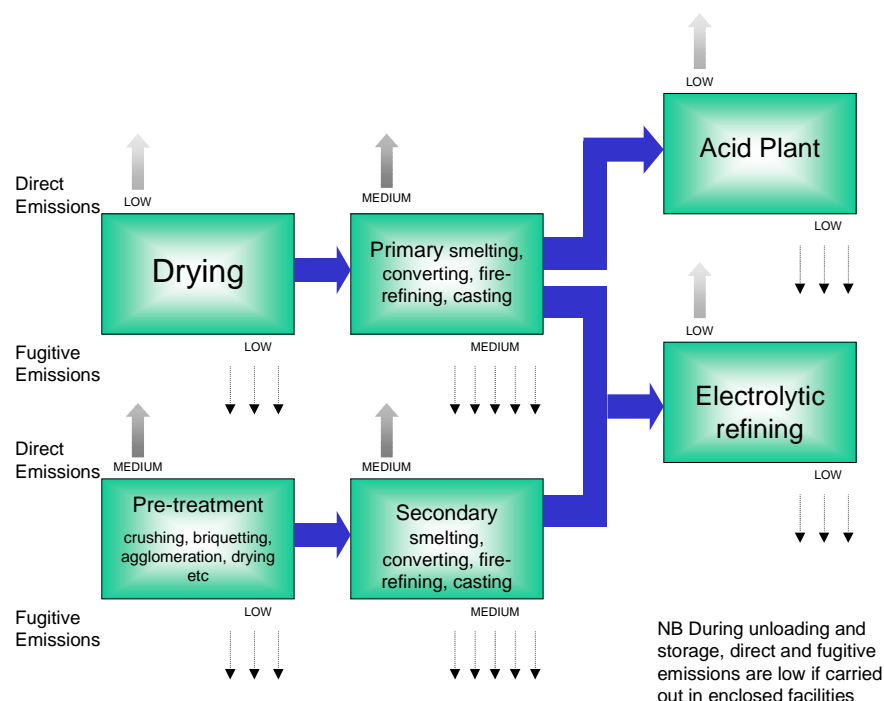 LOW
Acid Plant
LOW
Direct
Emissions
LOW
MEDIUM
Drying
Primary smelting,
converting, fire-
refining, casting
LOW
Fugitive
Emissions
LOW
MEDIUM
Electrolytic
refining
LOW
Direct
Emissions
MEDIUM
MEDIUM
Pre-treatment
crushing, briquetting,
agglomeration, drying
etc
Secondary
smelting,
converting, fire-
refining, casting
Fugitive
Emissions
LOW
MEDIUM
NB During unloading and
storage, direct and fugitive
emissions are low if carried
out in enclosed facilities